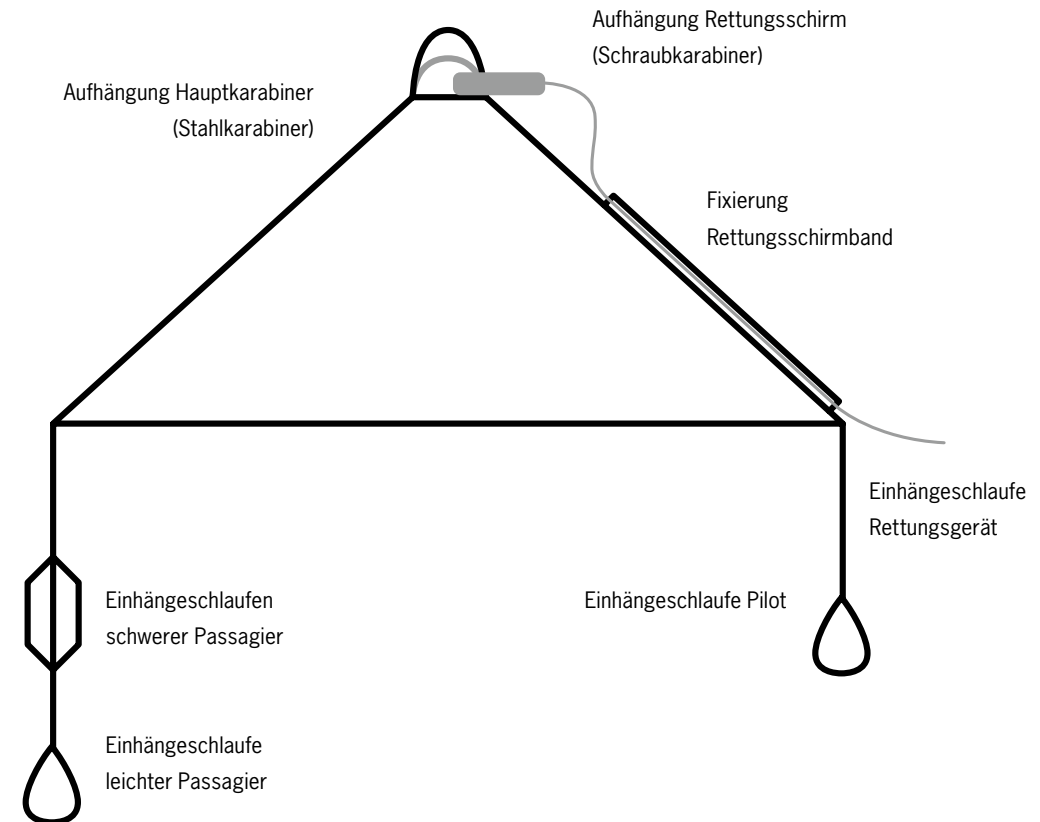 Aufhängung Rettungsschirm
(Schraubkarabiner)
Aufhängung Hauptkarabiner
(Stahlkarabiner)
Fixierung
Rettungsschirmband
Einhängeschlaufe
Rettungsgerät
Einhängeschlaufen
schwerer Passagier
Einhängeschlaufe Pilot
Einhängeschlaufe
leichter Passagier